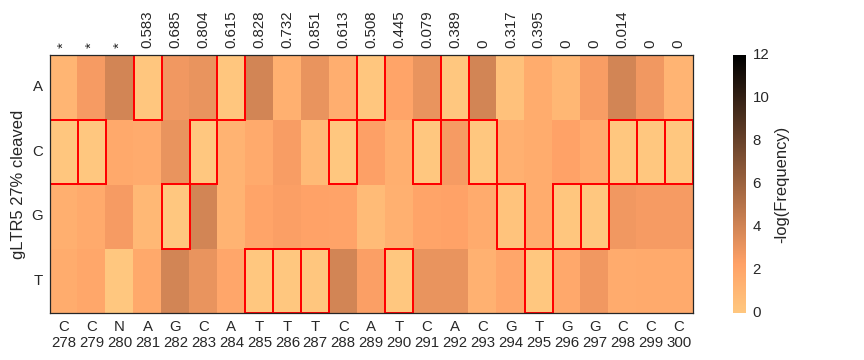 * * * 0.583 0.685 0.804 0.615 0.828 0.732 0.851 0.613 0.508 0.445 0.079 0.389 0 0.317 0.395 0 0 0.014 0 0
gLTR5 27% cleaved
A
C
G
T
C C N A G C A T T T C A T C A C G T G G C C C
278 279 280 281 282 283 284 285 286 287 288 289 290 291 292 293 294 295 296 297 298 299 300
12
10
8
6
4
2
0
-log(Frequency)